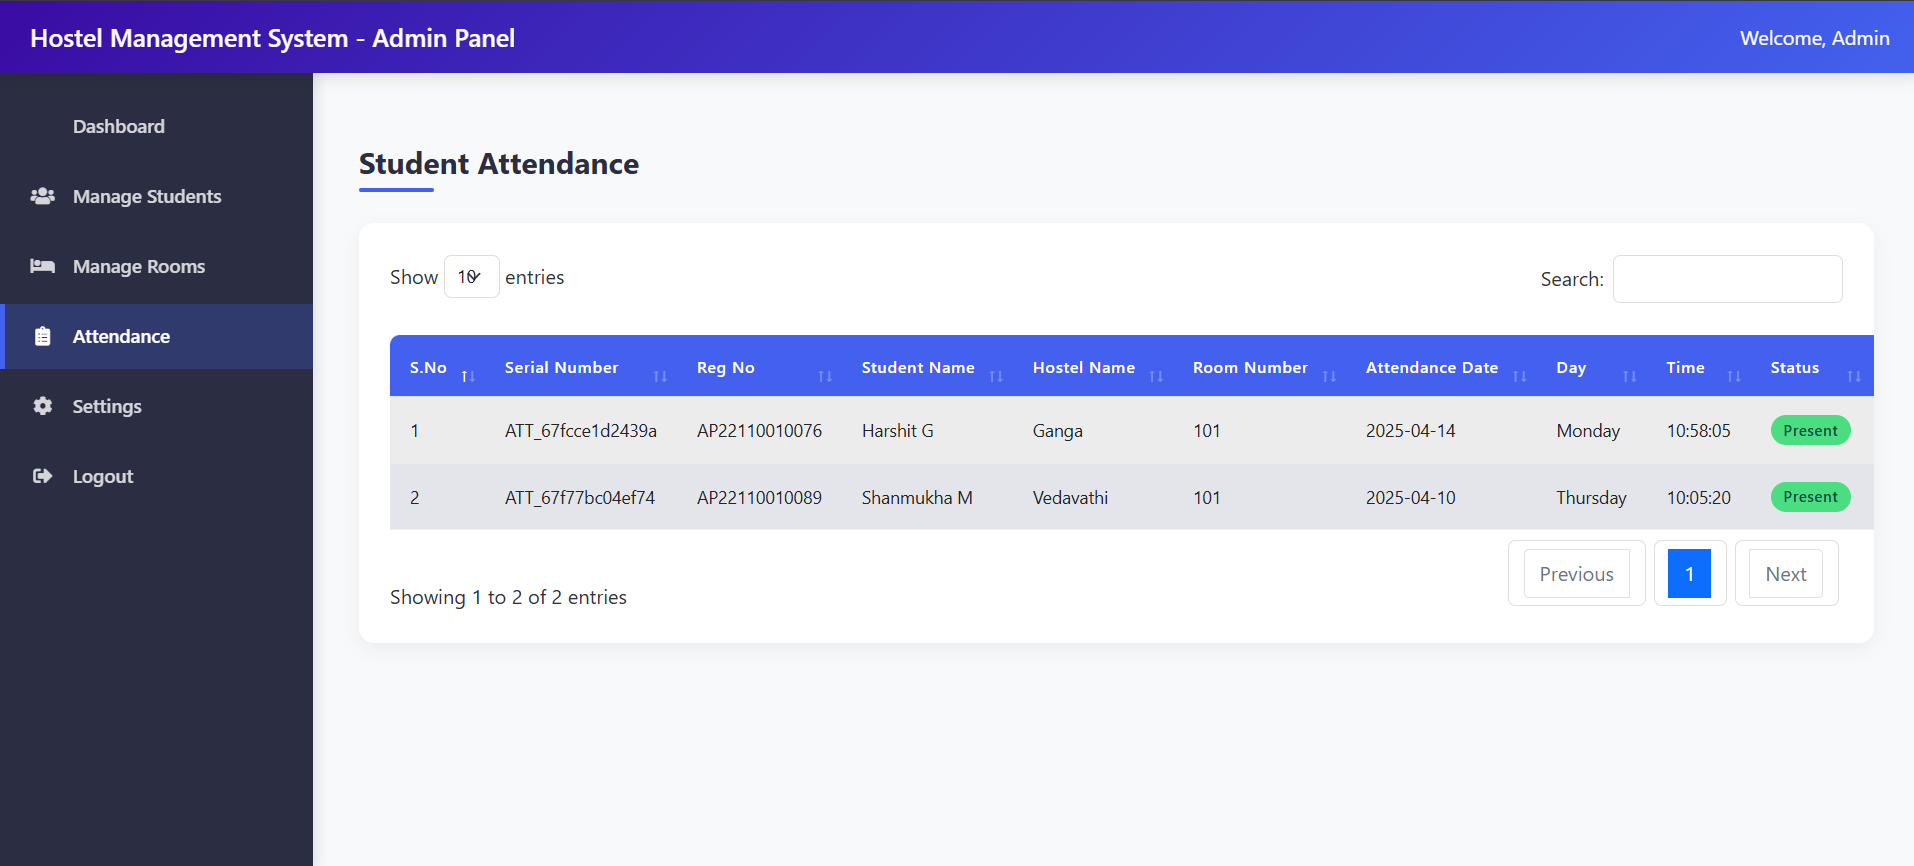 Hostel Management System - Admin Panel
Welcome, Admin
Dashboard
Manage Students
Manage Rooms
Attendance
Settings
Logout
Student Attendance
Show 10 entries
Search:
S.No Serial Number Reg No Student Name Hostel Name Room Number Attendance Date Day Time Status
1 ATT_67fcce1d2439a AP22110010076 Harshit G Ganga 101 2025-04-14 Monday 10:58:05 Present
2 ATT_67f77bc04ef74 AP22110010089 Shanmukha M Vedavathi 101 2025-04-10 Thursday 10:05:20 Present
Previous 1 Next
Showing 1 to 2 of 2 entries